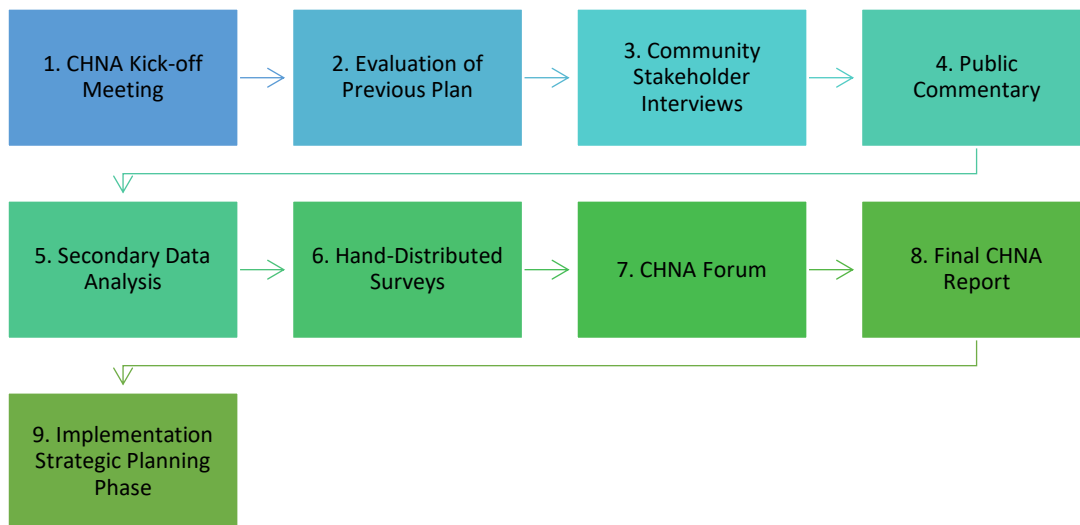 1. CHNA Kick-off
Meeting
2. Evaluation of
Previous Plan
3. Community
Stakeholder
Interviews
4. Public
Commentary
5. Secondary Data
Analysis
6. Hand-Distributed
Surveys
7. CHNA Forum
8. Final CHNA
Report
9. Implementation
Strategic Planning
Phase